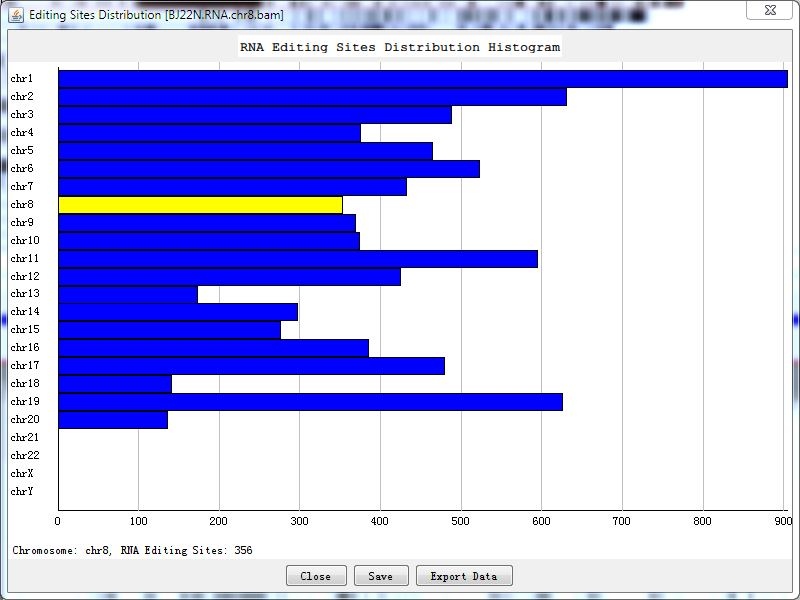 Editing Sites Distribution [BJ22N.RNA.chr8.bam]
RNA Editing Sites Distribution Histogram
chr1
chr2
chr3
chr4
chr5
chr6
chr7
chr8
chr9
chr10
chr11
chr12
chr13
chr14
chr15
chr16
chr17
chr18
chr19
chr20
chr21
chr22
chrX
chrY
0 100 200 300 400 500 600 700 800 900
Chromosome: chr8, RNA Editing Sites: 356
Close Save Export Data